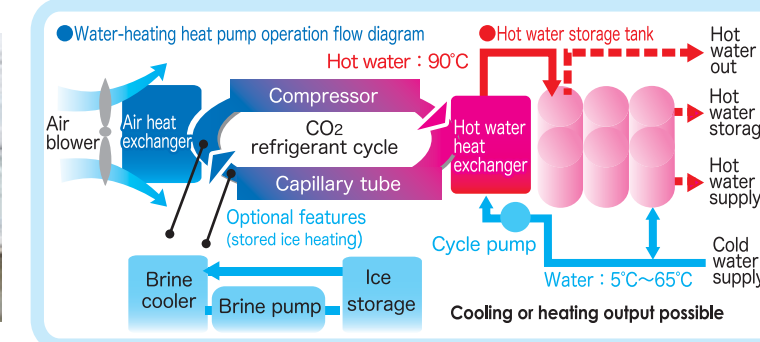 ●Water-heating heat pump operation flow diagram
●Hot water storage tank
Hot water : 90℃
Hot
water
out
Compressor
Air
blower
Air heat
exchanger
CO2
refrigerant cycle
Hot water
heat
exchanger
Hot
water
storag
Capillary tube
Hot
water
supply
Optional features
(stored ice heating)
Cycle pump
Cold
water
supply
Water : 5℃～65℃
Brine
cooler
Brine pump
Ice
storage
Cooling or heating output possible